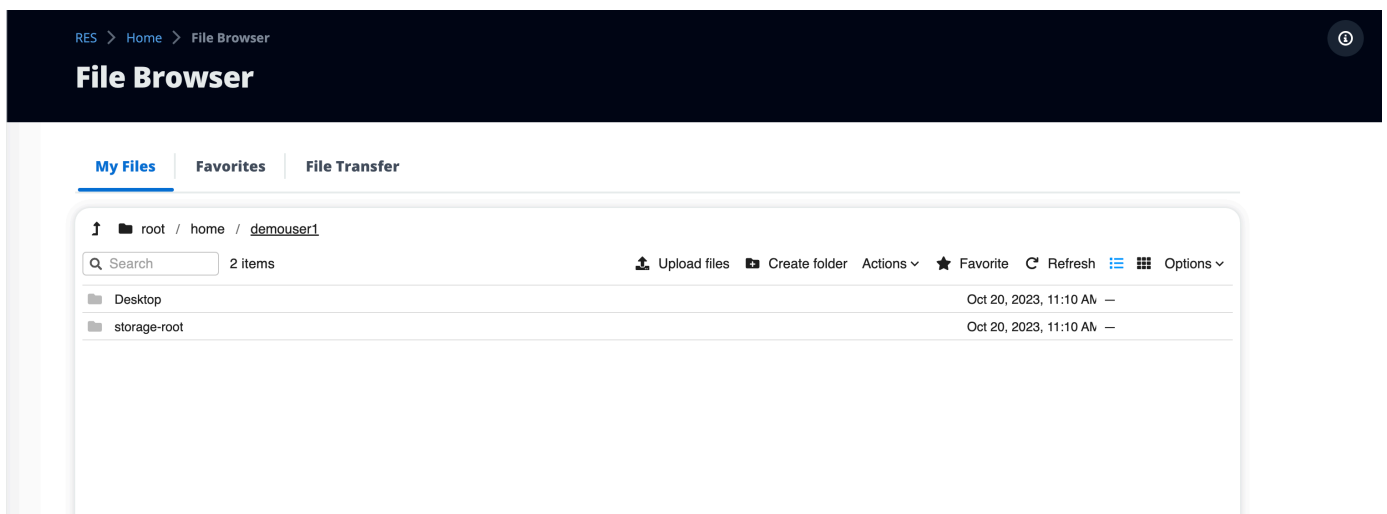 RES > Home > File Browser
File Browser
My Files Favorites File Transfer
root / home / demouser1
Search 2 items Upload files Create folder Actions Favorite Refresh Options
Desktop Oct 20, 2023, 11:10 AM —
storage-root Oct 20, 2023, 11:10 AM —